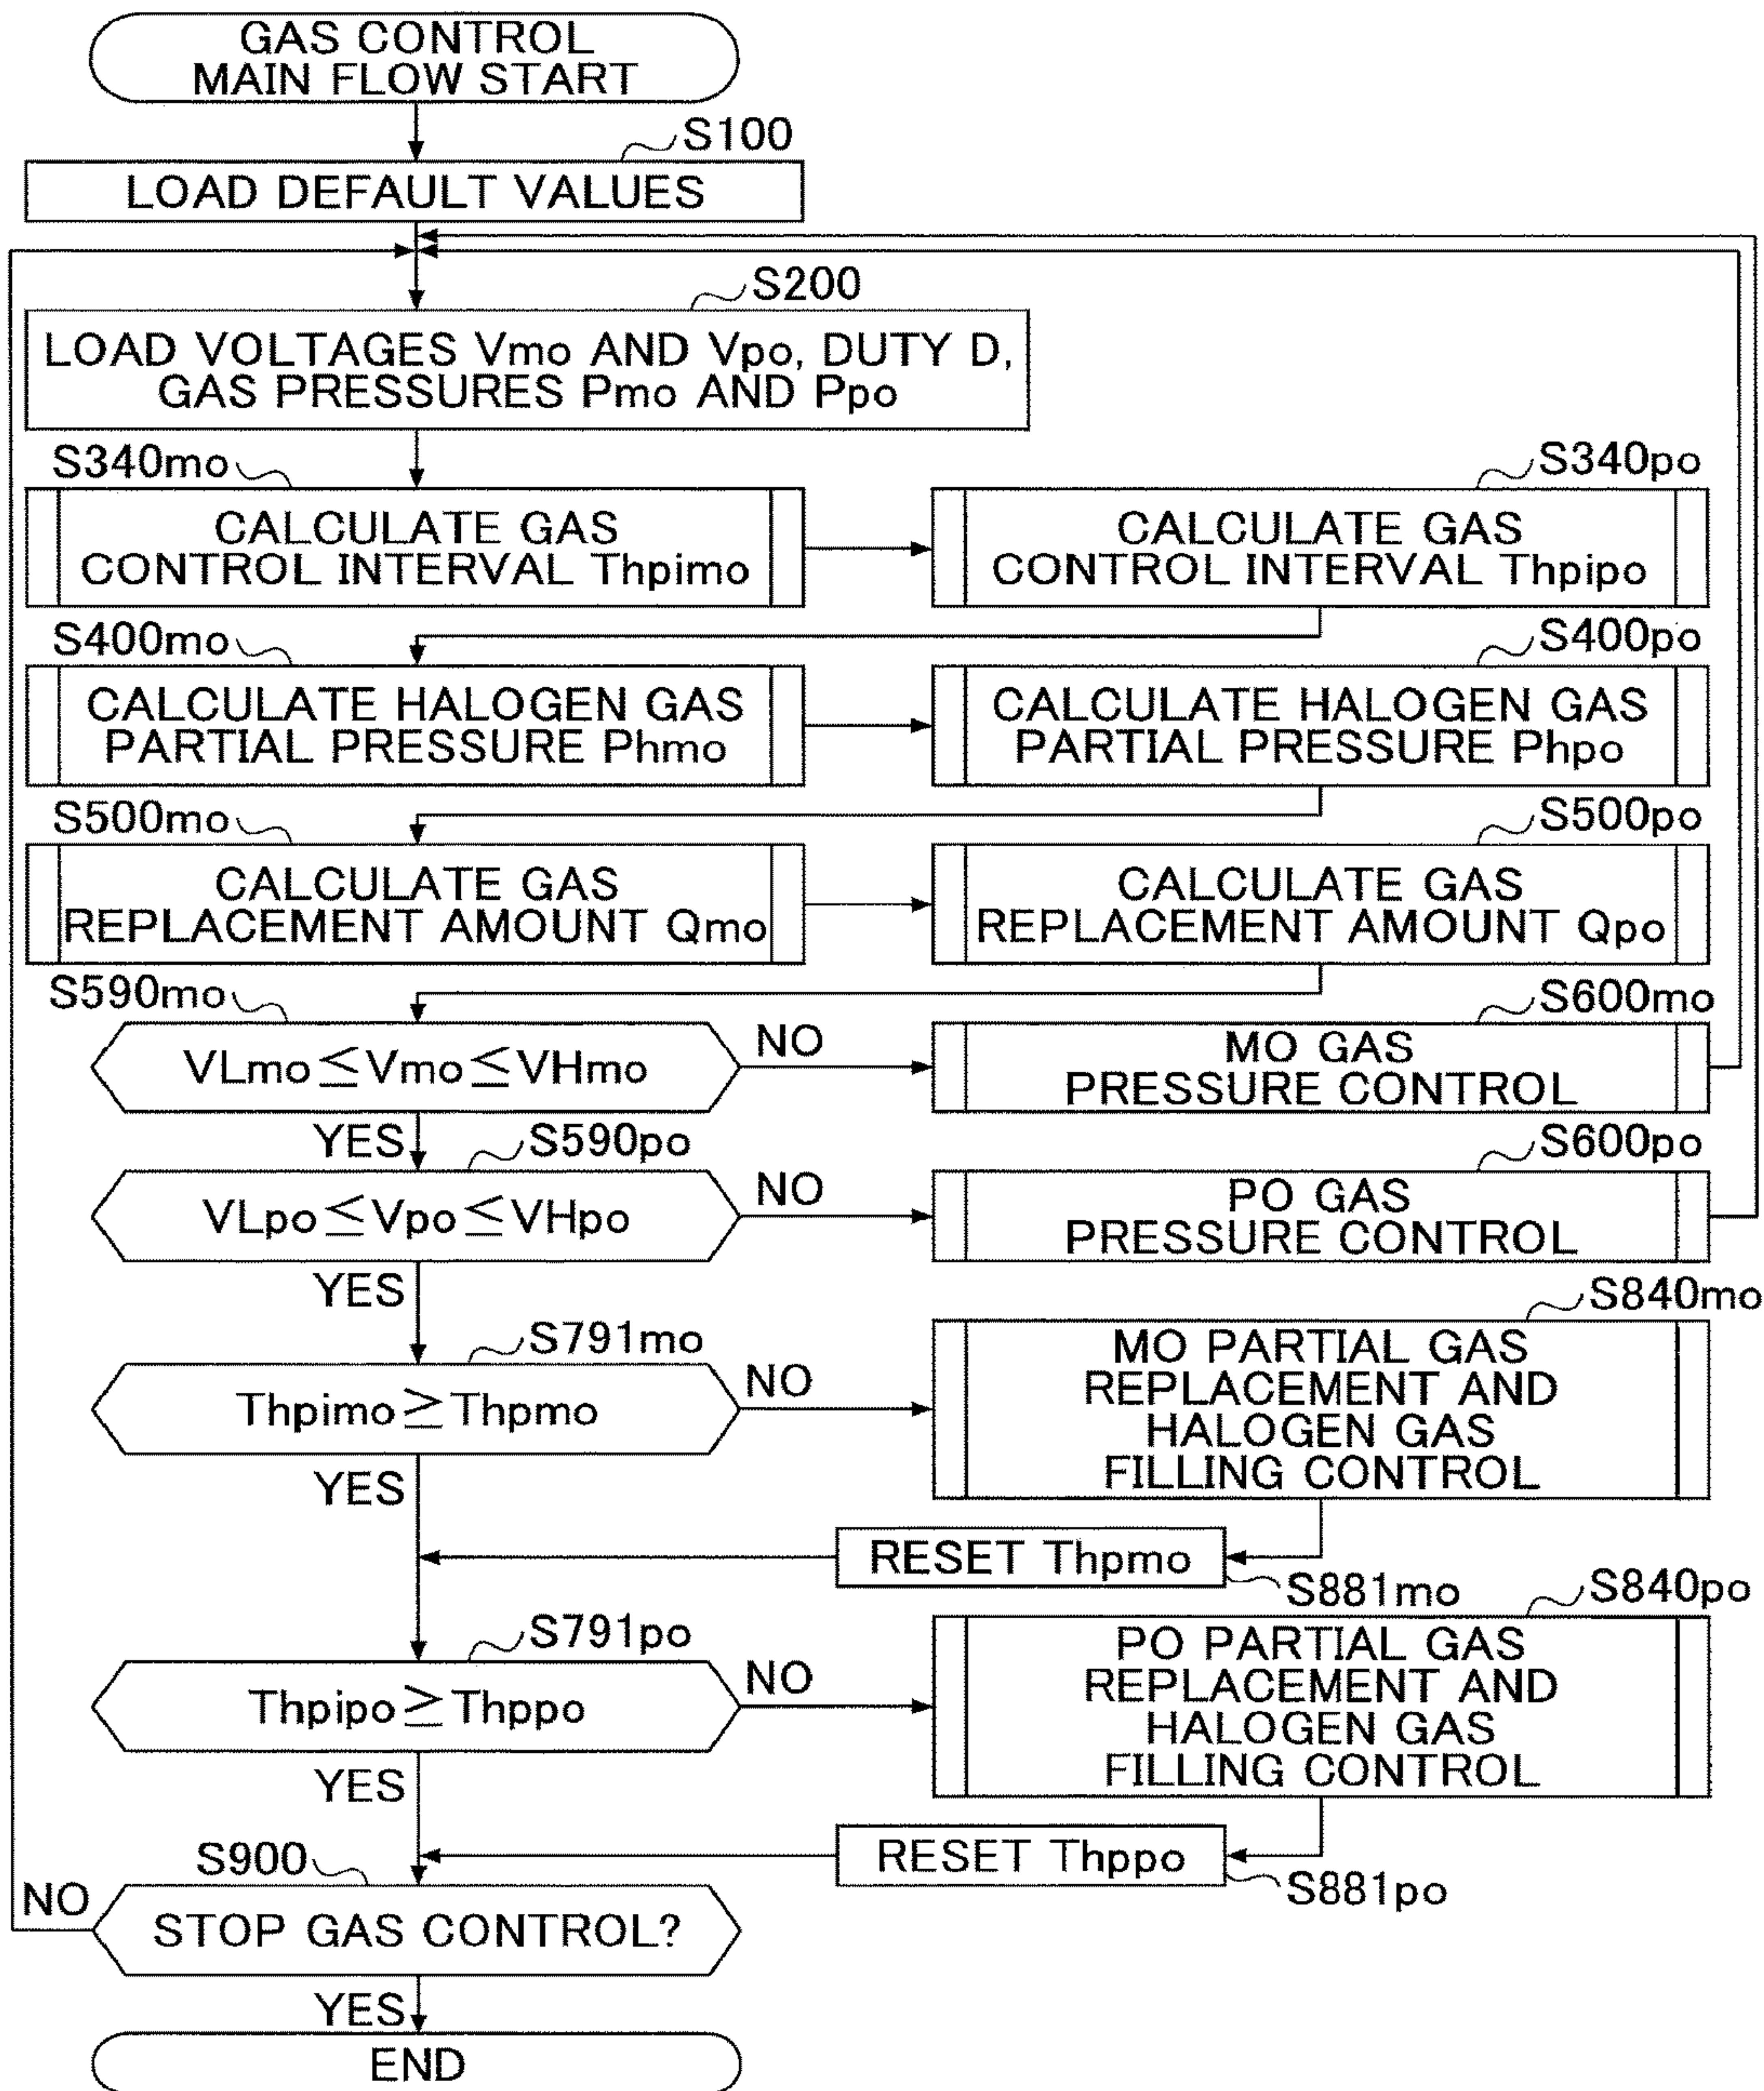 GAS CONTROL
MAIN FLOW START
S100
LOAD DEFAULT VALUES
S200
LOAD VOLTAGES Vmo AND Vpo, DUTY D,
GAS PRESSURES Pmo AND Ppo
S340mo
CALCULATE GAS
CONTROL INTERVAL Thpimo
S340po
CALCULATE GAS
CONTROL INTERVAL Thpipo
S400mo
CALCULATE HALOGEN GAS
PARTIAL PRESSURE Phmo
S400po
CALCULATE HALOGEN GAS
PARTIAL PRESSURE Phpo
S500mo
CALCULATE GAS
REPLACEMENT AMOUNT Qmo
S500po
CALCULATE GAS
REPLACEMENT AMOUNT Qpo
S590mo
VLmo≦Vmo≦VHmo
NO
S600mo
MO GAS
PRESSURE CONTROL
YES
S590po
VLpo≦Vpo≦VHpo
NO
S600po
PO GAS
PRESSURE CONTROL
YES
S791mo
Thpimo≧Thpmo
NO
S840mo
MO PARTIAL GAS
REPLACEMENT AND
HALOGEN GAS
FILLING CONTROL
YES
RESET Thpmo
S881mo
S791po
Thpipo≧Thppo
NO
S840po
PO PARTIAL GAS
REPLACEMENT AND
HALOGEN GAS
FILLING CONTROL
YES
RESET Thppo
S881po
S900
STOP GAS CONTROL?
NO
YES
END